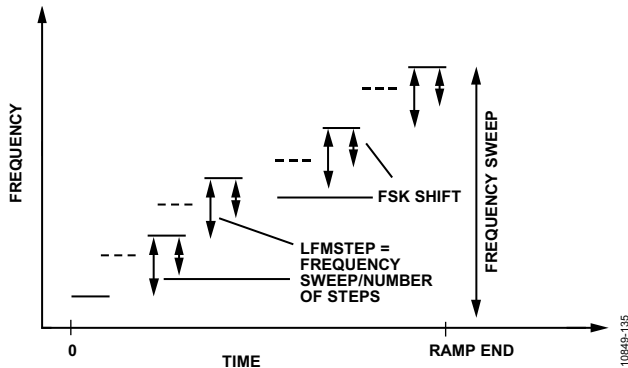 FREQUENCY
FREQUENCY SWEEP
FSK SHIFT
LFMSTEP =
FREQUENCY
SWEEP/NUMBER
OF STEPS
0
TIME
RAMP END
10849-135